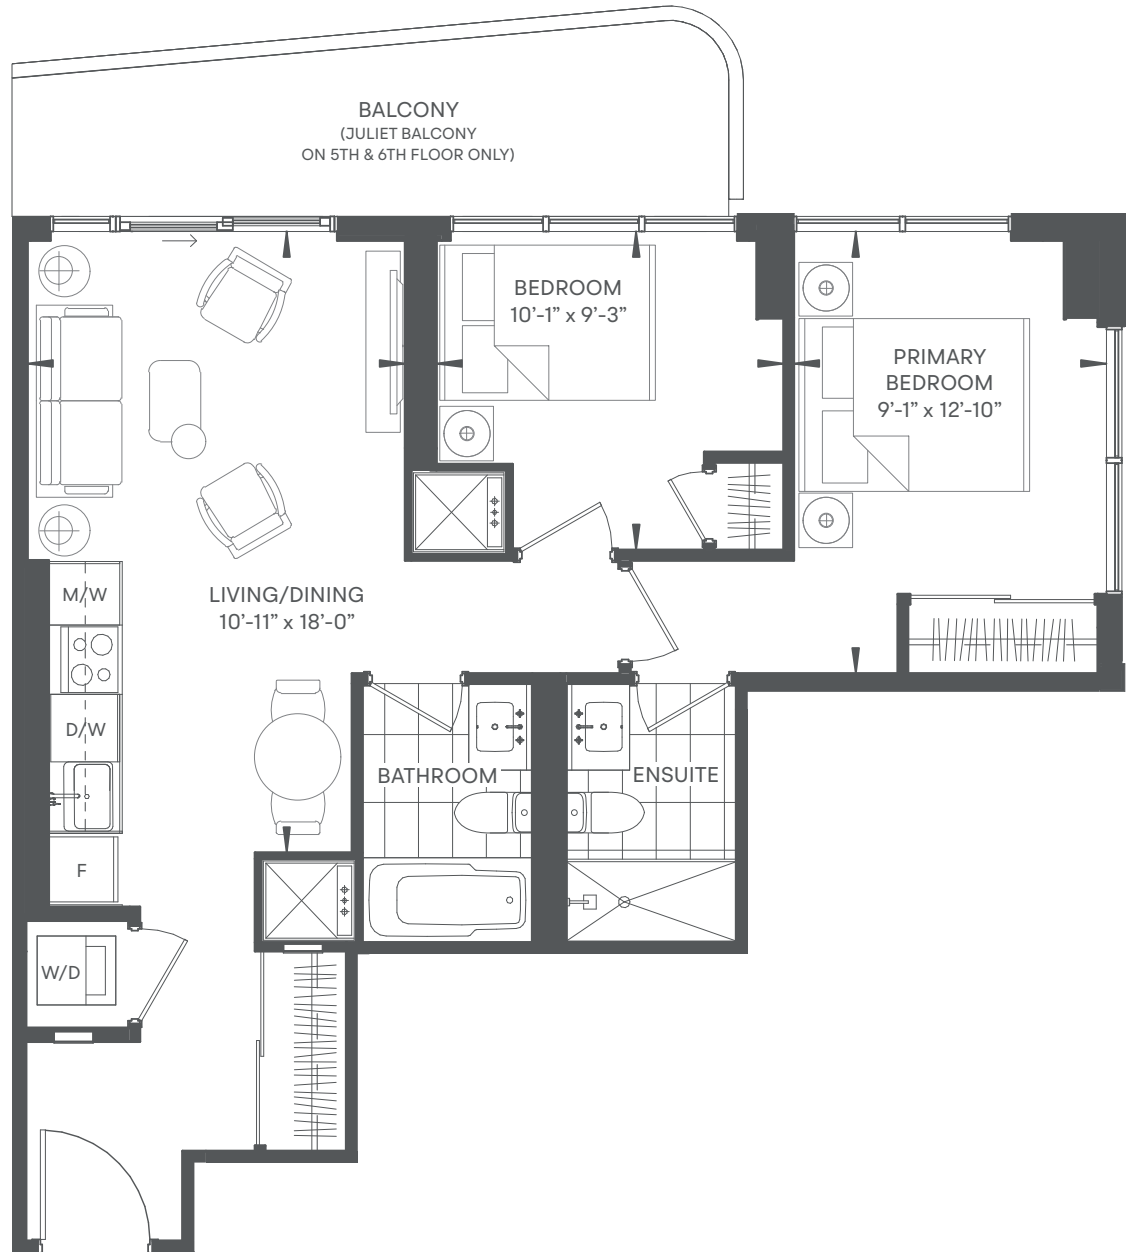 BALCONY
(JULIET BALCONY
ON 5TH & 6TH FLOOR ONLY)
BEDROOM
10’-1” x 9’-3”
PRIMARY
BEDROOM
9’-1” x 12’-10”
M/W
LIVING/DINING
10’-11” x 18’-0”
D/W
BATHROOM
ENSUITE
F
W/D